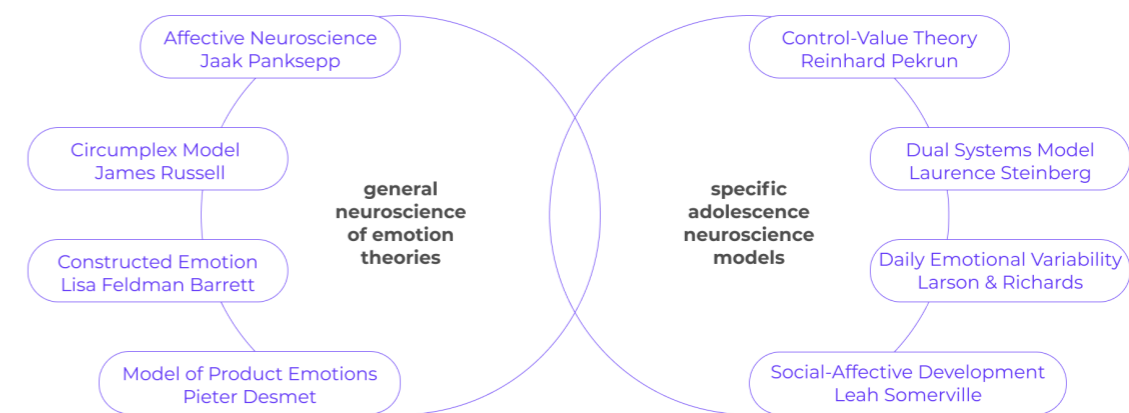 Affective Neuroscience
Jaak Panksepp
Circumplex Model
James Russell
Constructed Emotion
Lisa Feldman Barrett
Model of Product Emotions
Pieter Desmet
general
neuroscience
of emotion
theories
specific
adolescence
neuroscience
models
Control-Value Theory
Reinhard Pekrun
Dual Systems Model
Laurence Steinberg
Daily Emotional Variability
Larson & Richards
Social-Affective Development
Leah Somerville